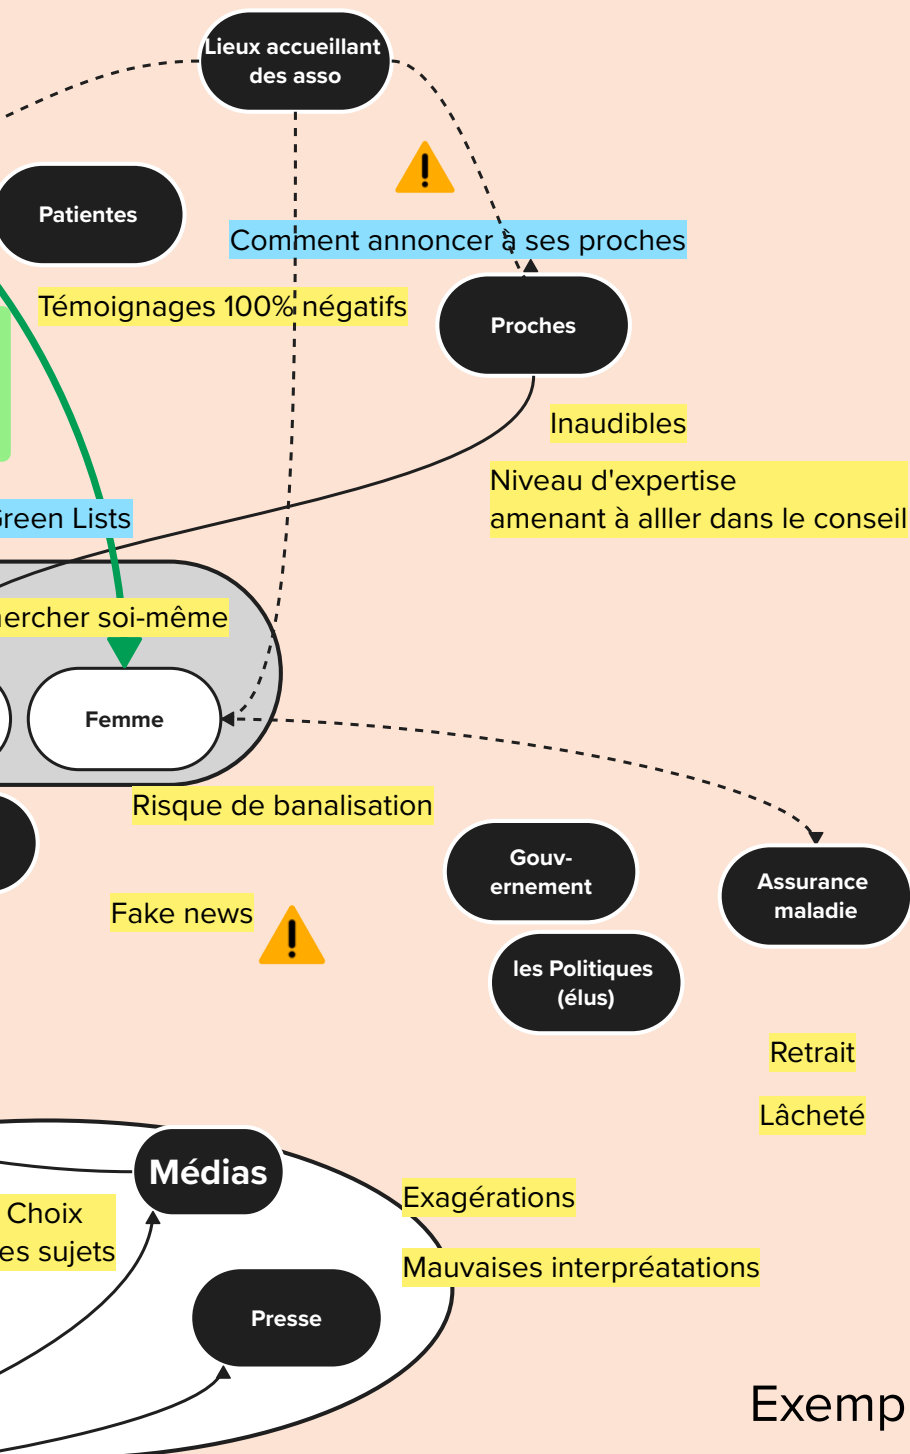 Lieux accueillant
des asso
Patientes
Comment annoncer à ses proches
Témoignages 100% négatifs
Proches
Inaudibles
Niveau d'expertise
amenant à alller dans le conseil
Green Lists
hercher soi-même
Femme
Risque de banalisation
Gouv-
ernement
Assurance
maladie
Fake news
les Politiques
(élus)
Retrait
Lâcheté
Médias
Exagérations
Choix
es sujets
Mauvaises interpréatations
Presse
Exemp